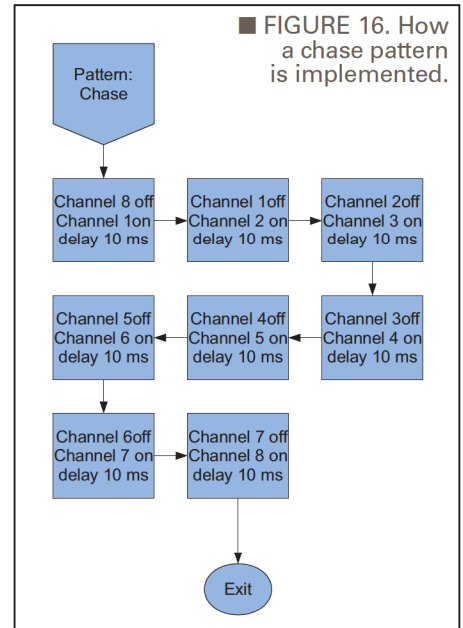 ■ FIGURE 16. How
a chase pattern
is implemented.
Pattern:
Chase
Channel 8 off
Channel 1on
delay 10 ms
Channel 1off
Channel 2 on
delay 10 ms
Channel 2off
Channel 3 on
delay 10 ms
Channel 3off
Channel 4 on
delay 10 ms
Channel 4off
Channel 5 on
delay 10 ms
Channel 5off
Channel 6 on
delay 10 ms
Channel 6off
Channel 7 on
delay 10 ms
Channel 7 off
Channel 8 on
delay 10 ms
Exit